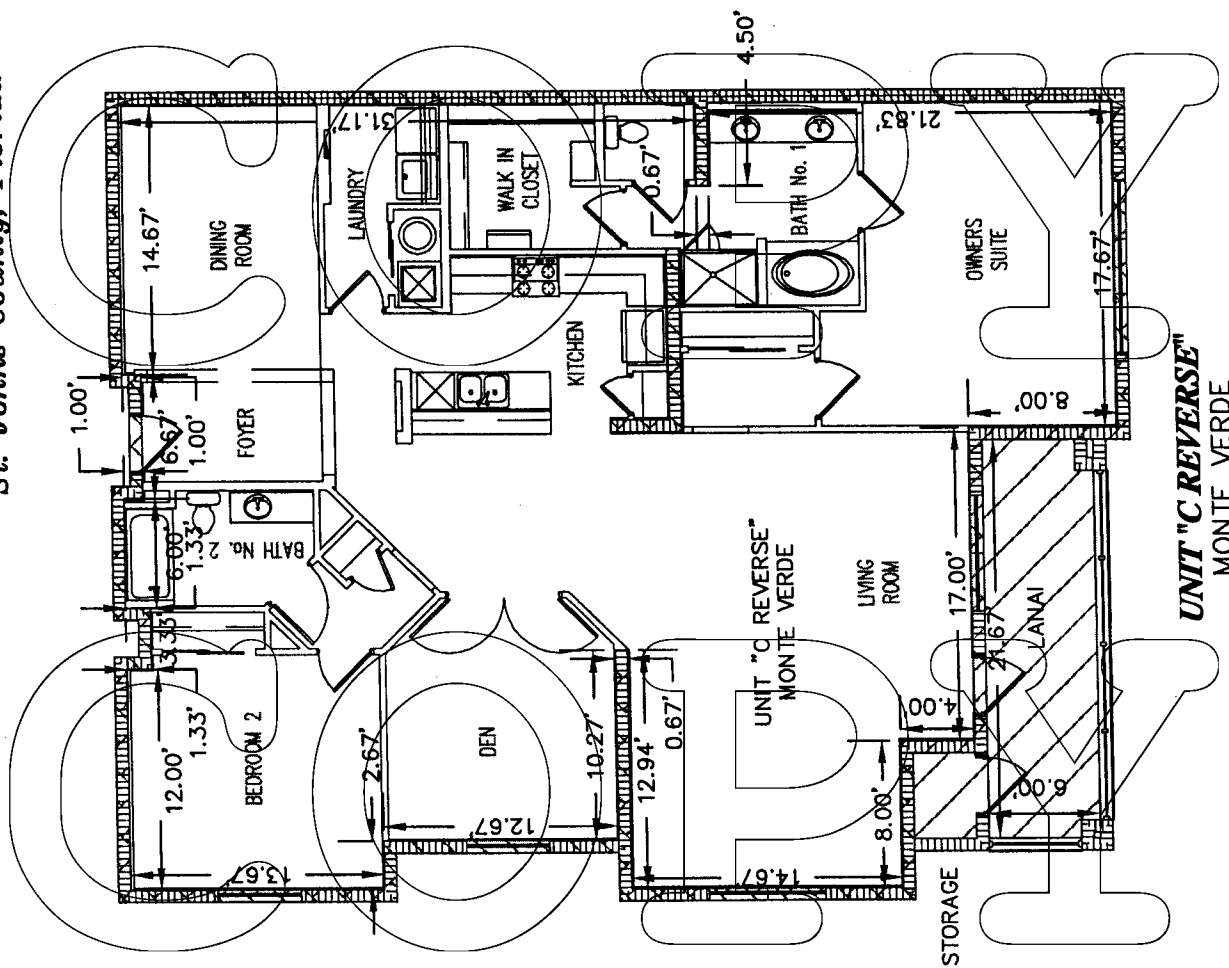 1.00'
4.50'
14.67'
DINING
ROOM
31.17'
LAUNDRY
WALK IN
CLOSET
0.67'
BATH No. 1
21.83'
OWNERS
SUITE
17.67'
8.00'
6.67'
1.00'
FOYER
KITCHEN
6.00'
1.33'
BATH No. 2
3.33'
1.33'
12.00'
BEDROOM 2
13.67'
2.67'
DEN
12.67'
10.27'
12.94'
0.67'
UNIT "C REVERSE"
MONTE VERDE
LIVING
ROOM
17.00'
4.00'
21.67'
LANAI
14.67'
8.00'
6.00'
STORAGE
UNIT "C REVERSE"
MONTE VERDE
COPY
COPY